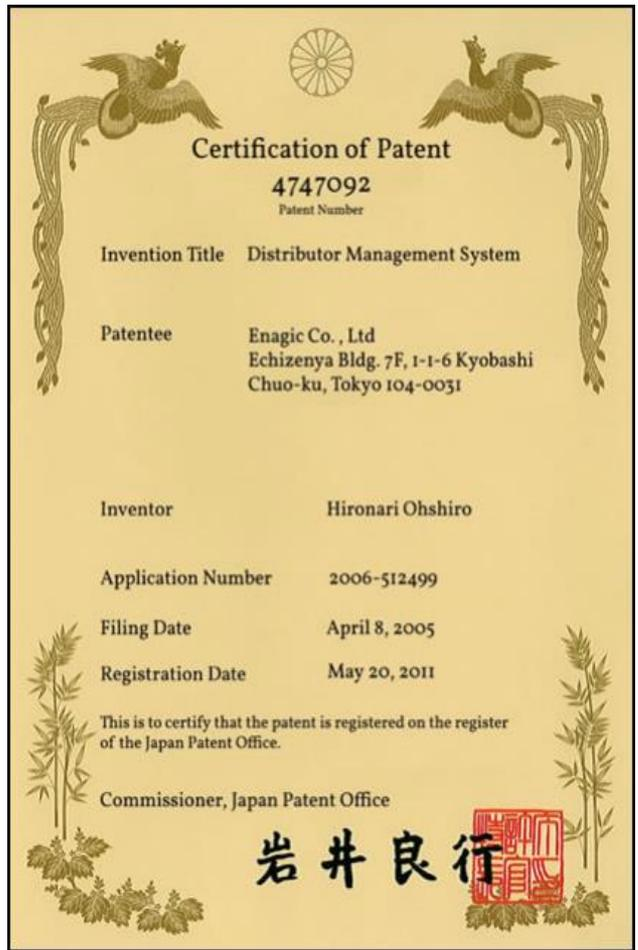 Certification of Patent
4747092
Patent Number
Invention Title Distributor Management System
Patentee Enagic Co. , Ltd
Echizenya Bldg. 7F, 1-1-6 Kyobashi
Chuo-ku, Tokyo 104-0031
Inventor Hironari Ohshiro
Application Number 2006-512499
Filing Date April 8, 2005
Registration Date May 20, 2011
This is to certify that the patent is registered on the register
of the Japan Patent Office.
Commissioner, Japan Patent Office
岩井良行